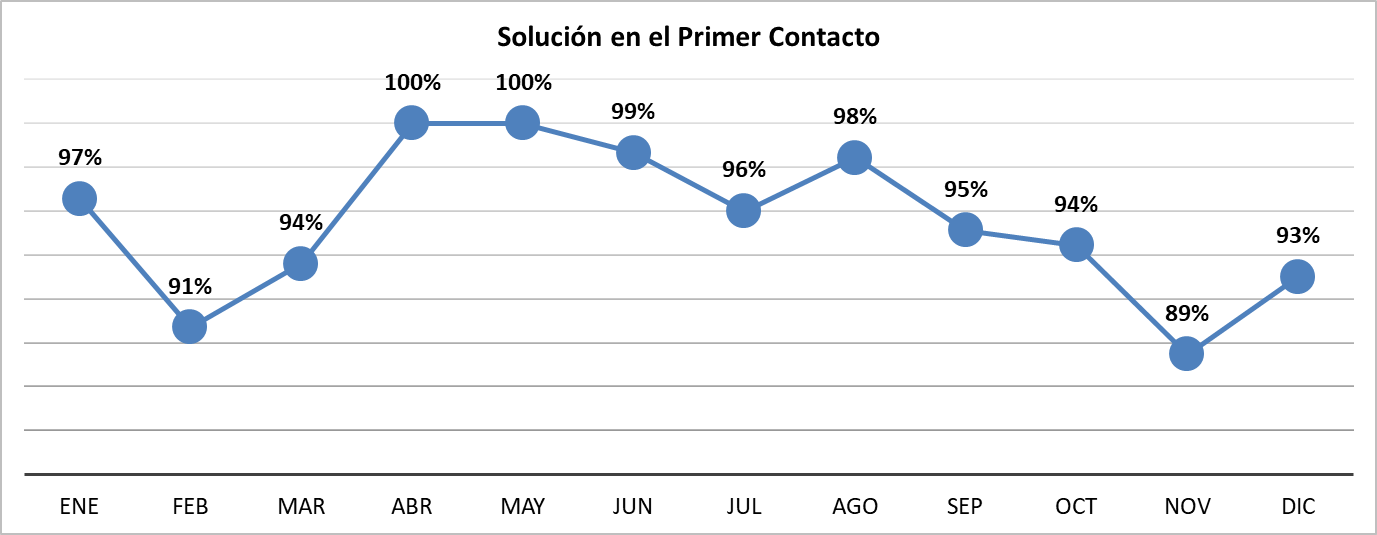 Solución en el Primer Contacto
97% 91% 94% 100% 100% 99% 96% 98% 95% 94% 89% 93%
ENE FEB MAR ABR MAY JUN JUL AGO SEP OCT NOV DIC